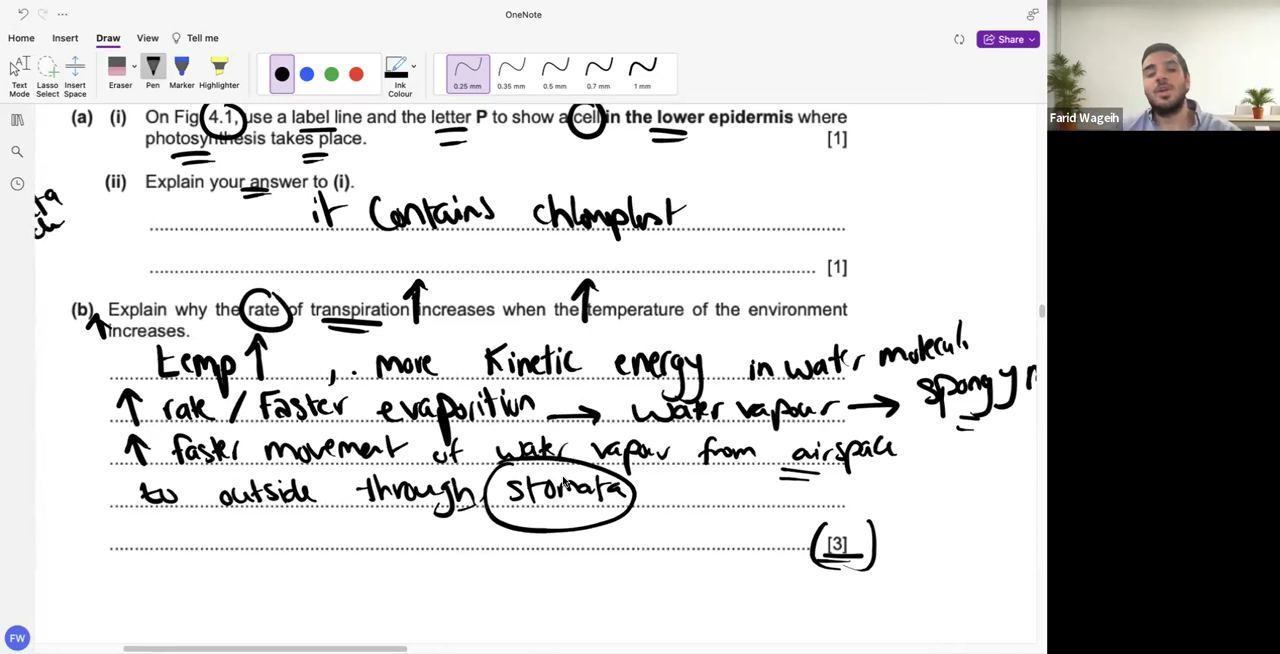 OneNote
Home Insert Draw View Tell me
Share
Text Mode
Lasso Select
Insert Space
Eraser
Pen
Marker
Highlighter
Ink Colour
0.25 mm
0.35 mm
0.5 mm
0.7 mm
1 mm
Farid Wageih
(a) (i) On Fig 4.1, use a label line and the letter P to show a cell in the lower epidermis where
photosynthesis takes place. [1]
(ii) Explain your answer to (i).
it Contains chloroplast
[1]
(b) Explain why the rate of transpiration increases when the temperature of the environment
increases.
temp ↑ , . more Kinetic energy in water molecul
↑ rate / Faster evaporition → water vapour → spongy
↑ faster movement of water vapour from airspace
to outside through stomata
[3]
FW